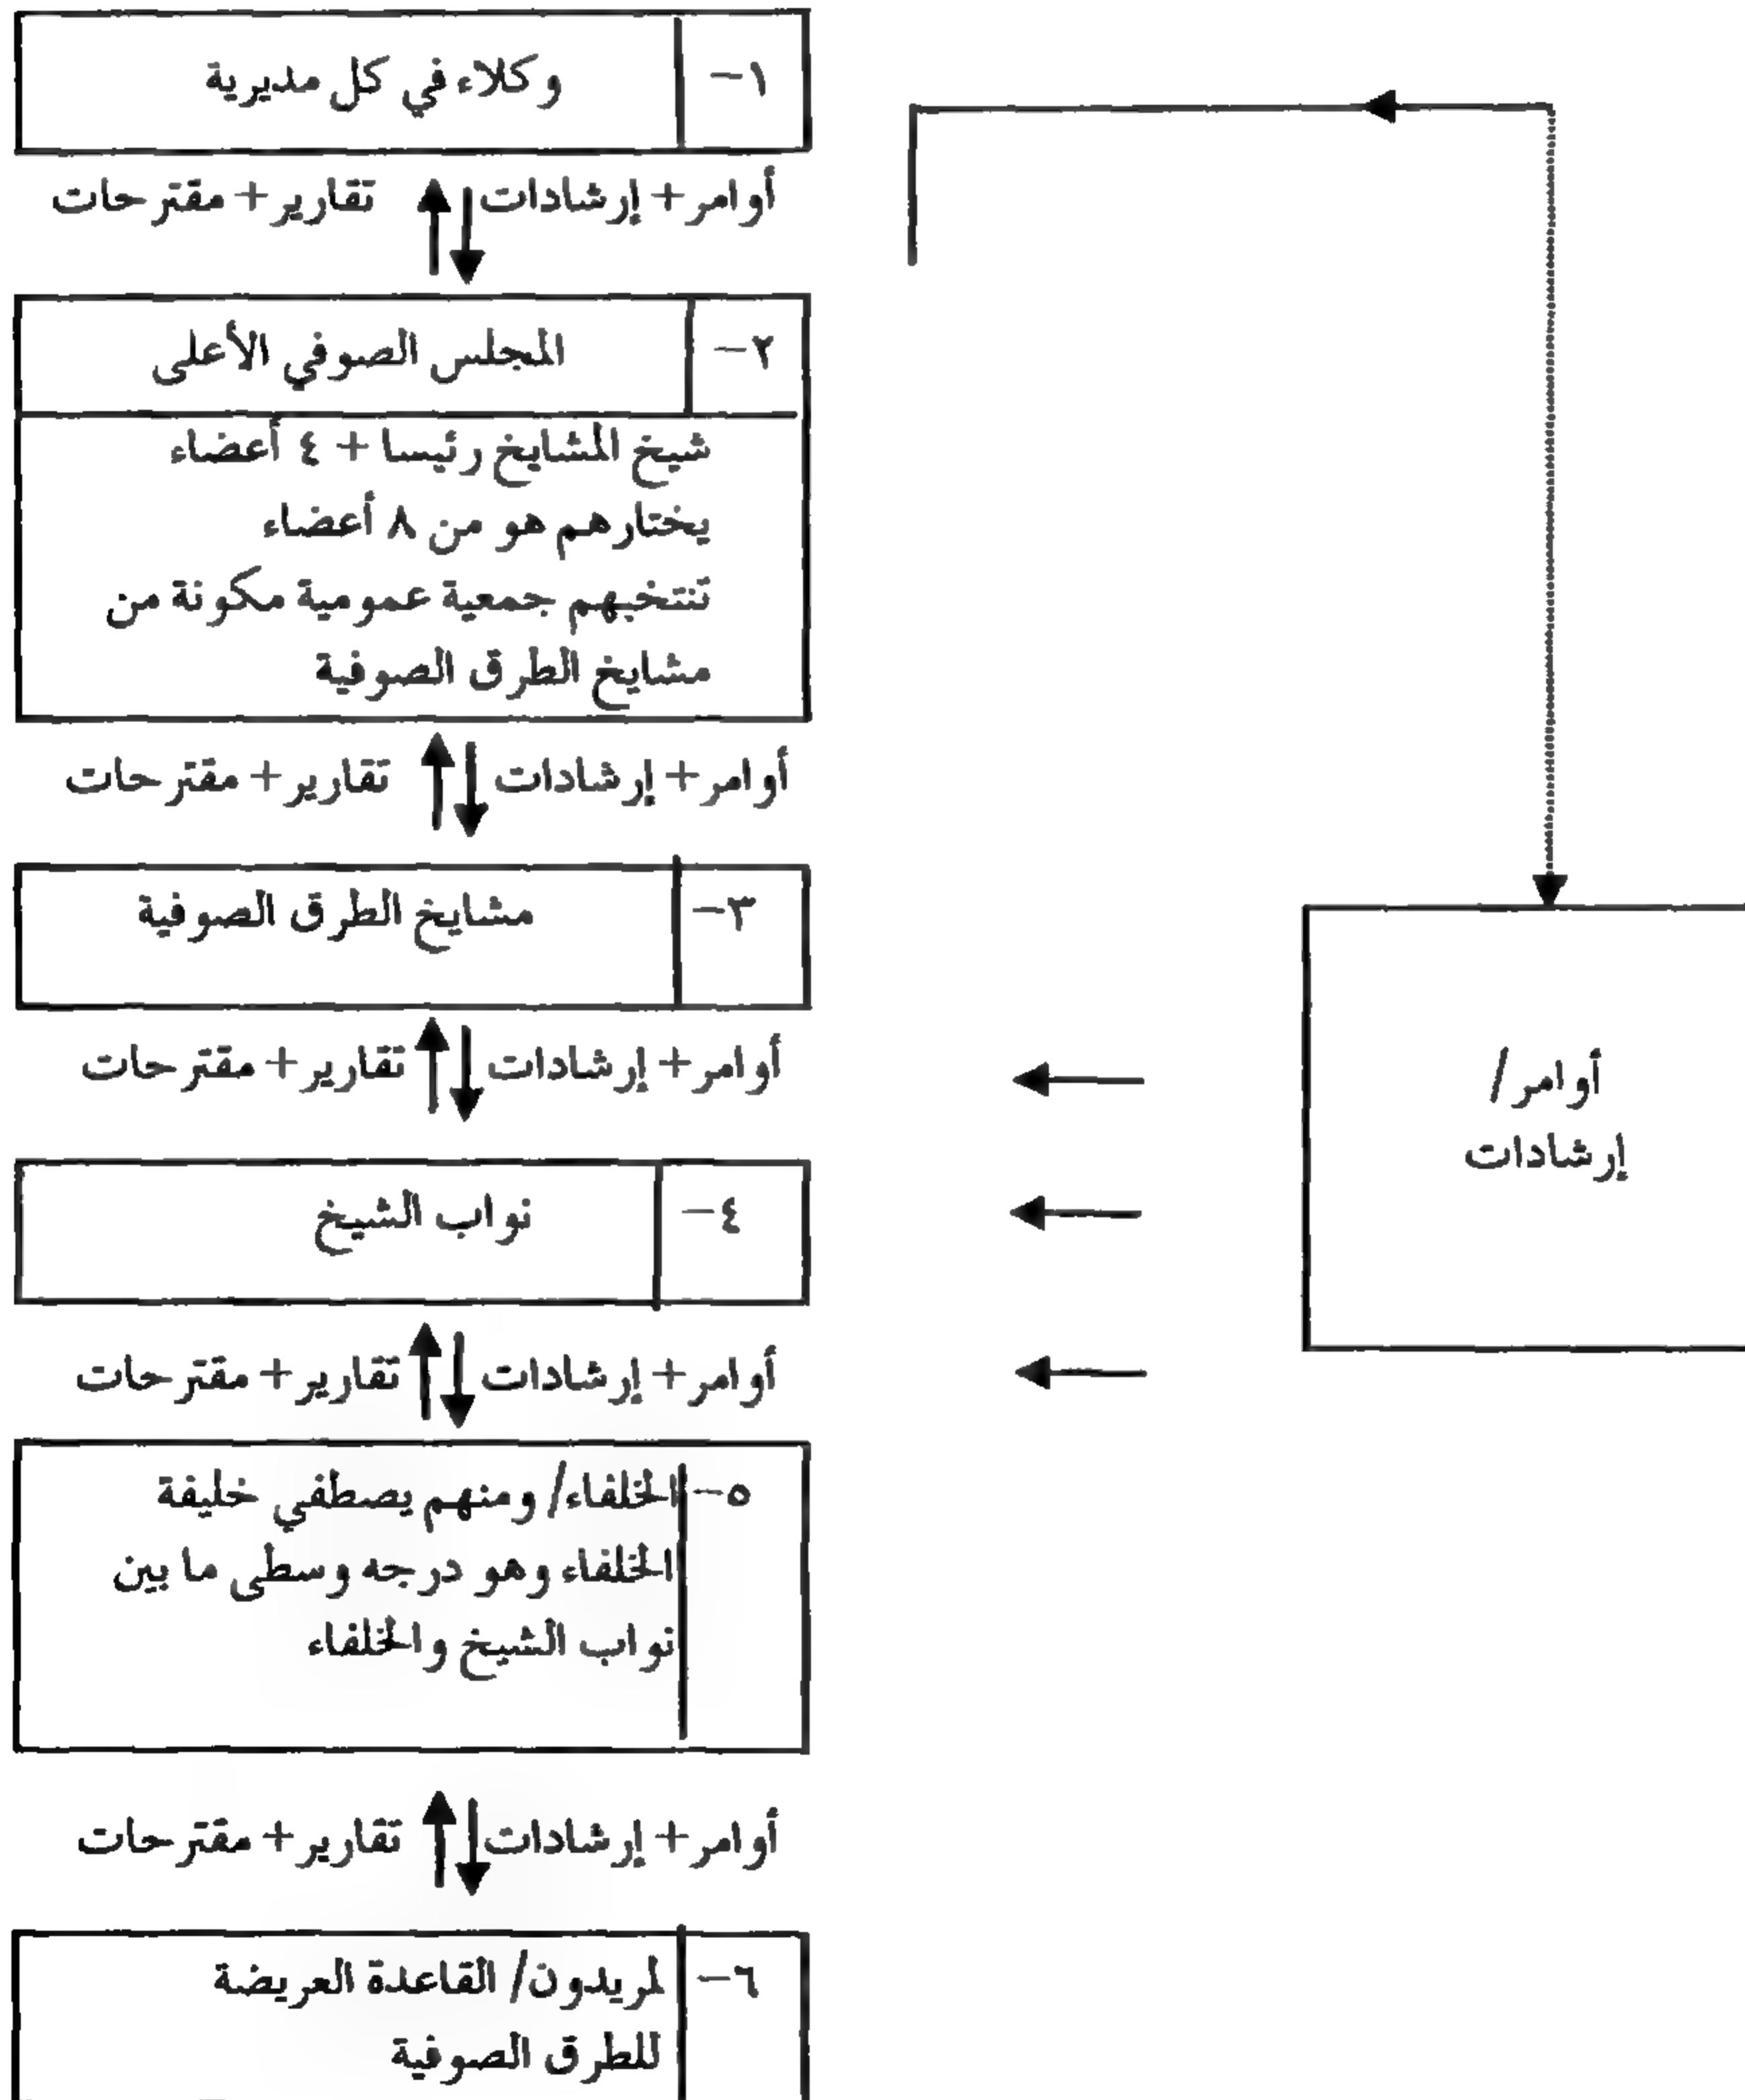 ١- وكلاء في كل مديرية
أوامر + إرشادات تقارير + مقترحات
٢- المجلس الصوفي الأعلى
شيخ المشايخ رئيسا + ٤ أعضاء
يختارهم هو من ٨ أعضاء
تنتخبهم جمعية عمومية مكونة من
مشايخ الطرق الصوفية
أوامر + إرشادات تقارير + مقترحات
٣- مشايخ الطرق الصوفية
أوامر + إرشادات تقارير + مقترحات
أوامر/
إرشادات
٤- نواب الشيخ
أوامر + إرشادات تقارير + مقترحات
٥- الخلفاء/ ومنهم يصطفي خليفة
الخلفاء وهو درجه وسطى ما بين
نواب الشيخ والخلفاء
أوامر + إرشادات تقارير + مقترحات
٦- لمريدون/ القاعدة العريضة
للطرق الصوفية